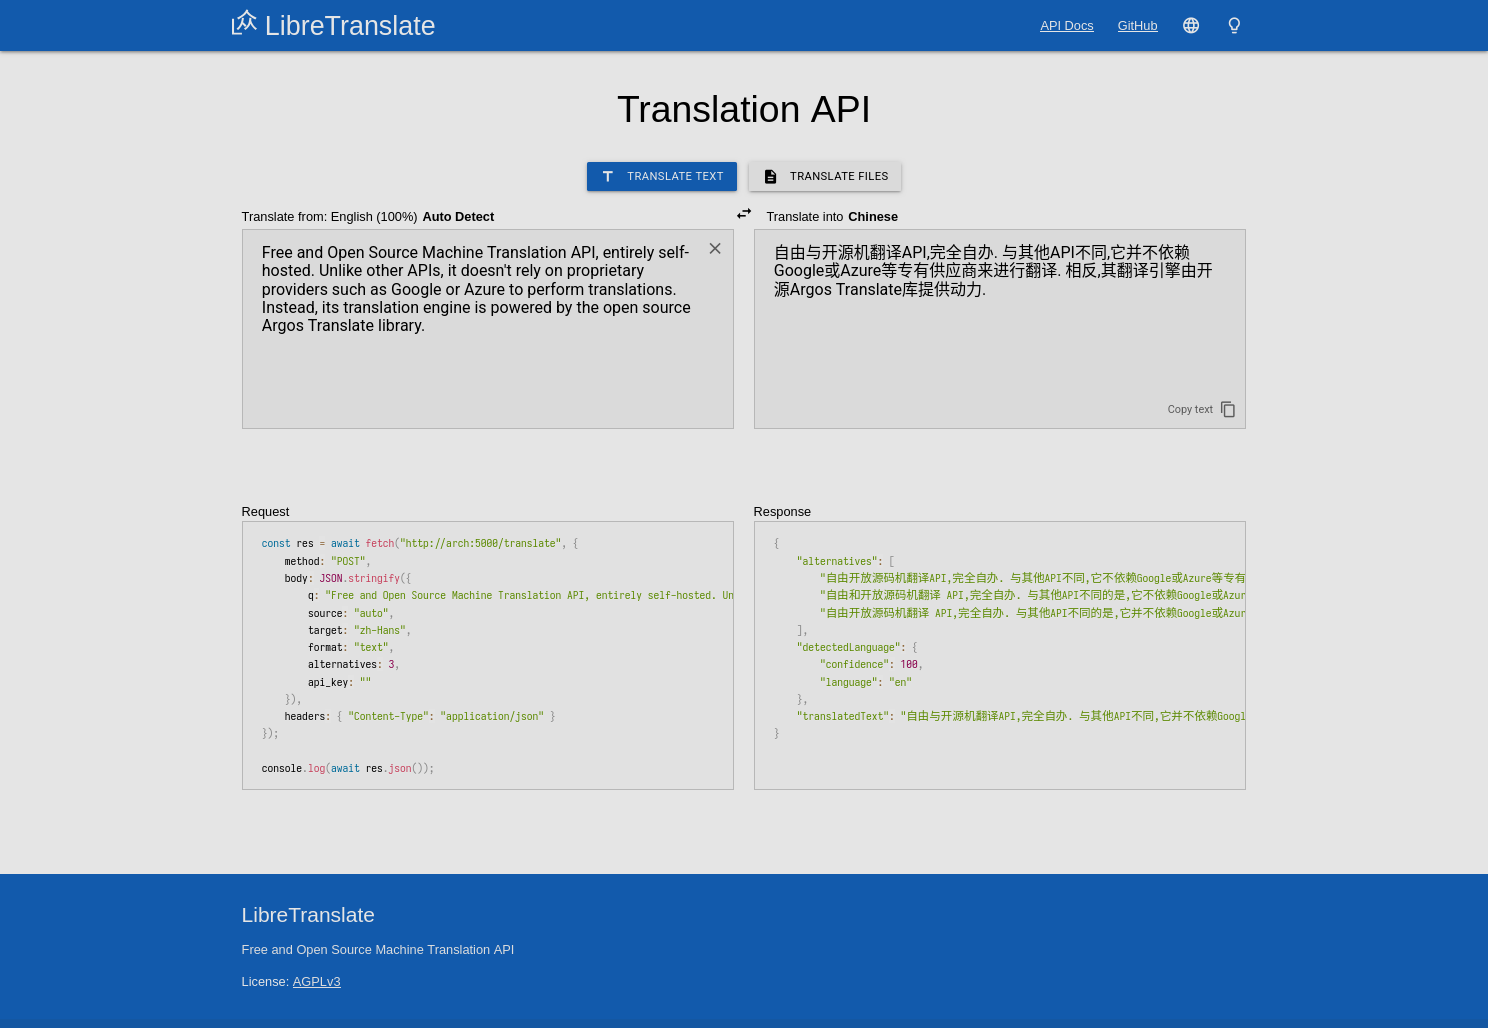 LibreTranslate
API Docs
GitHub
Translation API
TRANSLATE TEXT
TRANSLATE FILES
Translate from: English (100%) Auto Detect
Translate into Chinese
Free and Open Source Machine Translation API, entirely self-
hosted. Unlike other APIs, it doesn't rely on proprietary
providers such as Google or Azure to perform translations.
Instead, its translation engine is powered by the open source
Argos Translate library.
自由与开源机翻译API,完全自办. 与其他API不同,它并不依赖
Google或Azure等专有供应商来进行翻译. 相反,其翻译引擎由开
源Argos Translate库提供动力.
Copy text
Request
const res = await fetch("http://arch:5000/translate", {
method: "POST",
body: JSON.stringify({
q: "Free and Open Source Machine Translation API, entirely self-hosted. Un
source: "auto",
target: "zh-Hans",
format: "text",
alternatives: 3,
api_key: ""
}),
headers: { "Content-Type": "application/json" }
});
console.log(await res.json());
Response
{
"alternatives": [
"自由开放源码机翻译API,完全自办. 与其他API不同,它不依赖Google或Azure等专有
"自由和开放源码机翻译 API,完全自办. 与其他API不同的是,它不依赖Google或Azur
"自由开放源码机翻译 API,完全自办. 与其他API不同的是,它并不依赖Google或Azur
],
"detectedLanguage": {
"confidence": 100,
"language": "en"
},
"translatedText": "自由与开源机翻译API,完全自办. 与其他API不同,它并不依赖Googl
}
LibreTranslate
Free and Open Source Machine Translation API
License: AGPLv3